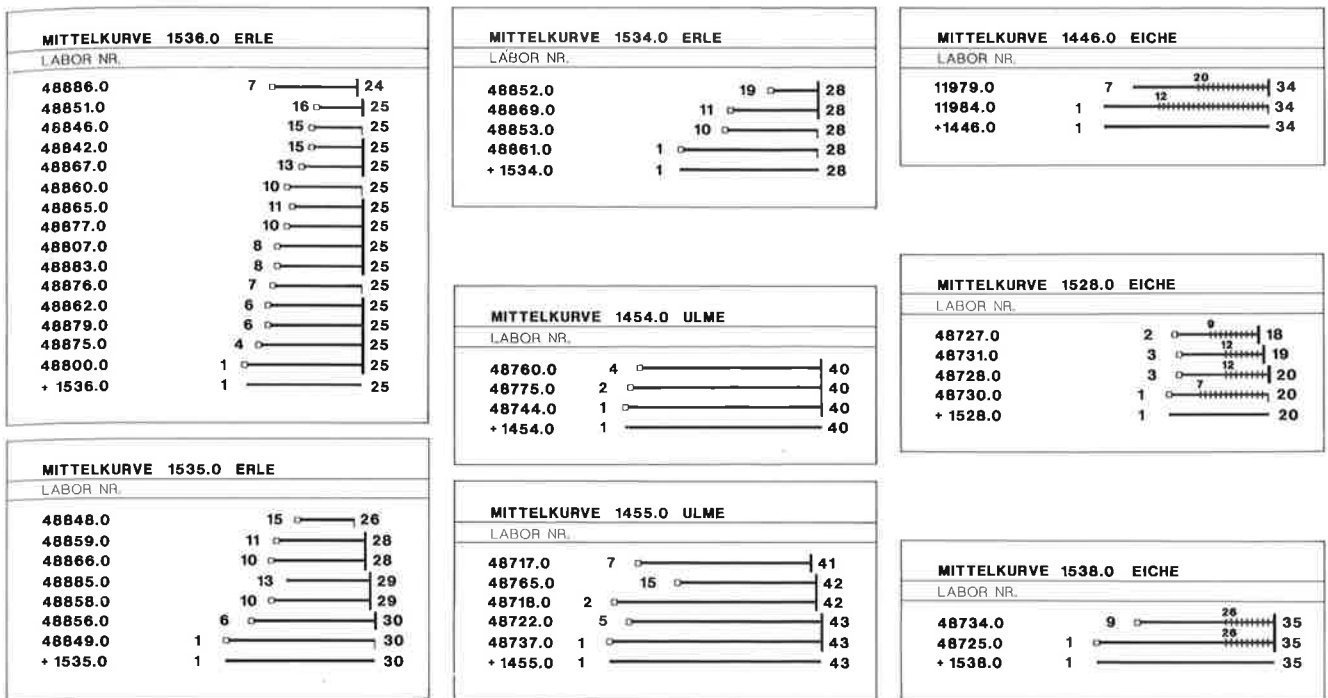 MITTELKURVE 1536.0 ERLE
LABOR NR.
48886.0 7 24
48851.0 16 25
48846.0 15 25
48842.0 15 25
48867.0 13 25
48860.0 10 25
48865.0 11 25
48877.0 10 25
48807.0 8 25
48883.0 8 25
48876.0 7 25
48862.0 6 25
48879.0 6 25
48875.0 4 25
48800.0 1 25
+ 1536.0 1 25
MITTELKURVE 1535.0 ERLE
LABOR NR.
48848.0 15 26
48859.0 11 28
48866.0 10 28
48885.0 13 29
48858.0 10 29
48856.0 6 30
48849.0 1 30
+ 1535.0 1 30
MITTELKURVE 1534.0 ERLE
LABOR NR.
48852.0 19 28
48869.0 11 28
48853.0 10 28
48861.0 1 28
+ 1534.0 1 28
MITTELKURVE 1454.0 ULME
LABOR NR.
48760.0 4 40
48775.0 2 40
48744.0 1 40
+ 1454.0 1 40
MITTELKURVE 1455.0 ULME
LABOR NR.
48717.0 7 41
48765.0 15 42
48718.0 2 42
48722.0 5 43
48737.0 1 43
+ 1455.0 1 43
MITTELKURVE 1446.0 EICHE
LABOR NR.
20
11979.0 7 34
12
11984.0 1 34
+1446.0 1 34
MITTELKURVE 1528.0 EICHE
LABOR NR.
9
48727.0 2 18
12
48731.0 3 19
12
48728.0 3 20
7
48730.0 1 20
+ 1528.0 1 20
MITTELKURVE 1538.0 EICHE
LABOR NR.
26
48734.0 9 35
26
48725.0 1 35
+ 1538.0 1 35